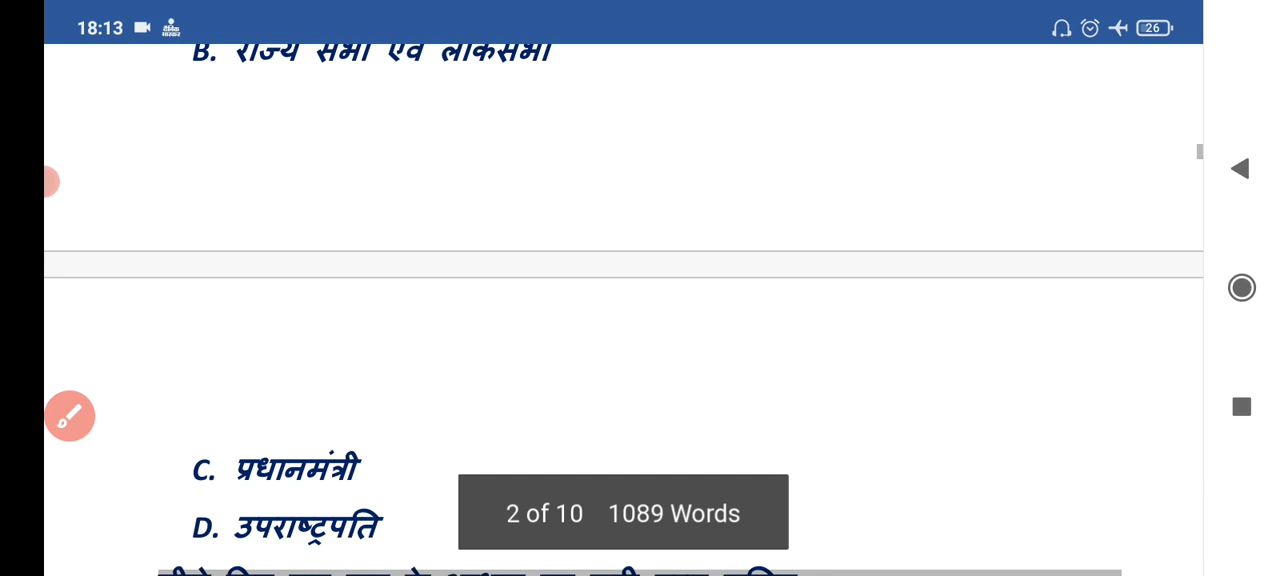 18:13
26
B. राज्य सभा एवं लोकसभा
C. प्रधानमंत्री
D. उपराष्ट्रपति
2 of 10 1089 Words